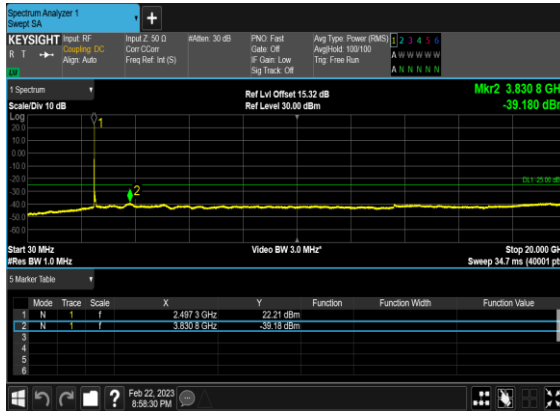 Spectrum Analyzer 1
Swept SA
+
KEYSIGHT Input: RF Input Z: 50 Ω #Atten: 30 dB PNO: Fast Avg Type: Power (RMS) 1 2 3 4 5 6
R T Coupling: DC Corr CCorr Gate: Off Avg|Hold: 100/100 A W W W W W
Align: Auto Freq Ref: Int (S) IF Gain: Low Trig: Free Run
Sig Track: Off A N N N N N
1 Spectrum Ref Lvl Offset 15.32 dB Mkr2 3.830 8 GHz
Scale/Div 10 dB Ref Level 30.00 dBm -39.180 dBm
Log
20.0
10.0
0.00
-10.0
-20.0
-30.0
-40.0
-50.0
-60.0
1
2
DL1 -25.00 dB
Start 30 MHz Video BW 3.0 MHz* Stop 20.000 GH
#Res BW 1.0 MHz Sweep 34.7 ms (40001 pt
5 Marker Table
Mode Trace Scale X Y Function Function Width Function Value
1 N 1 f 2.497 3 GHz 22.21 dBm
2 N 1 f 3.830 8 GHz -39.18 dBm
3
4
5
6
? Feb 22, 2023
8:58:30 PM